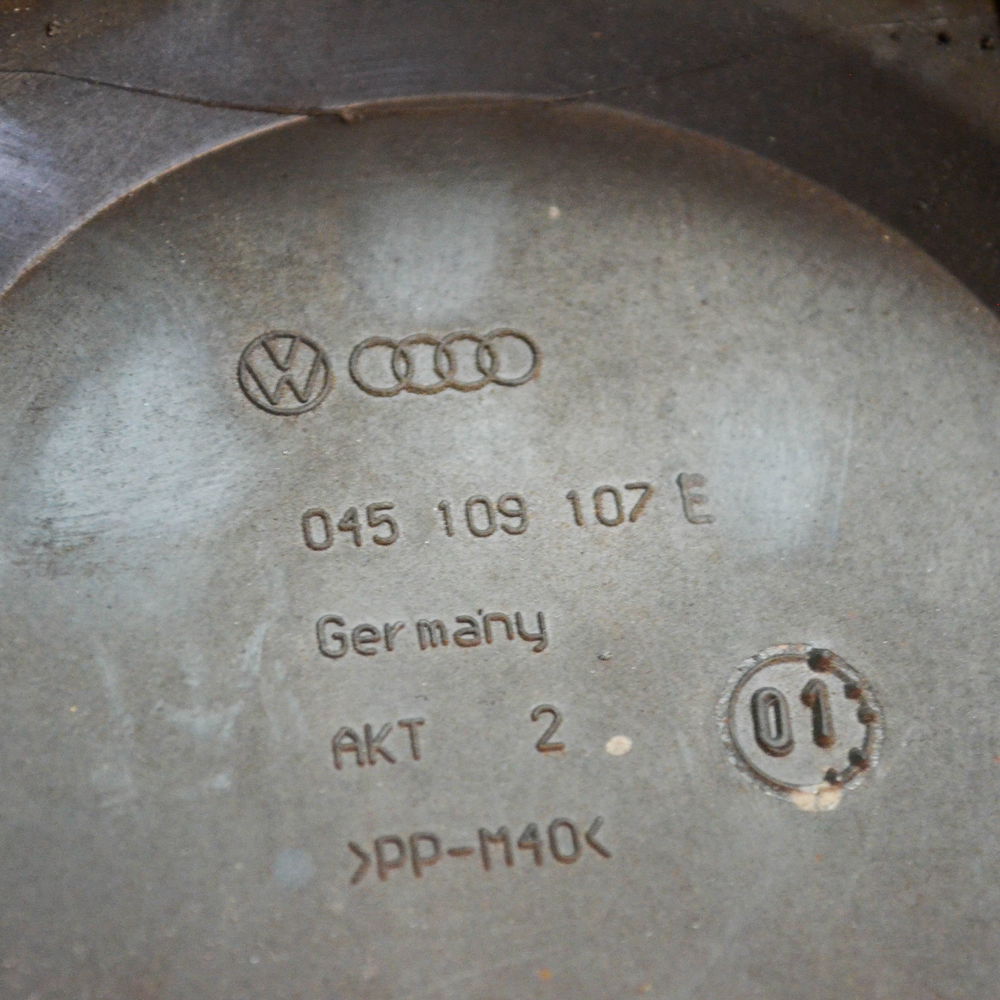 045 109 107 E
Germany
AKT 2
01
>PP-M40<